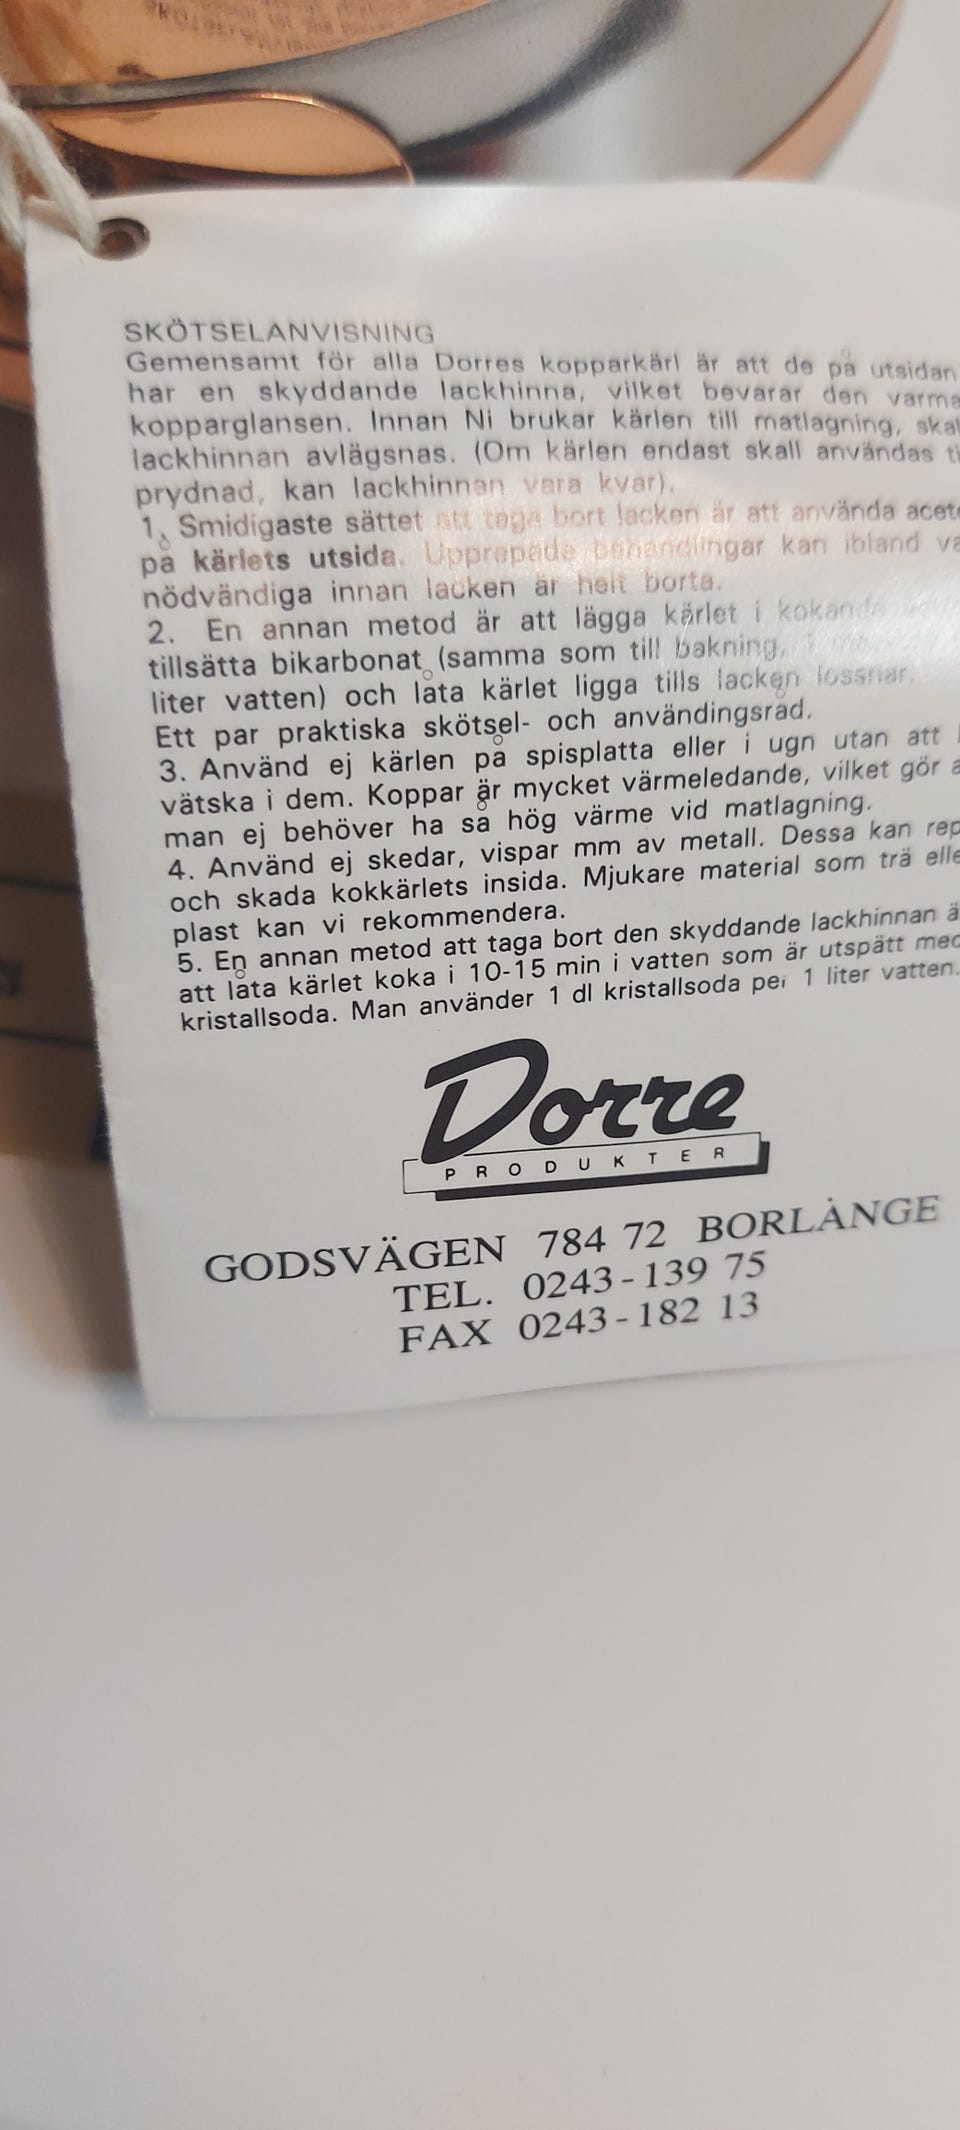 SKÖTSELANVISNING
Gemensamt för alla Dorres kopparkärl är att de på utsidan
har en skyddande lackhinna, vilket bevarar den varma
kopparglansen. Innan Ni brukar kärlen till matlagning, skal
lackhinnan avlägsnas. (Om kärlen endast skall användas ti
prydnad, kan lackhinnan vara kvar).
1. Smidigaste sättet att taga bort lacken är att använda acet
på kärlets utsida. Upprepade behandlingar kan ibland va
nödvändiga innan lacken är helt borta.
2. En annan metod är att lägga kärlet i kokande
tillsätta bikarbonat (samma som till bakning,
liter vatten) och låta kärlet ligga tills lacken lossnar.
Ett par praktiska skötsel- och användingsråd.
3. Använd ej kärlen på spisplatta eller i ugn utan att
vätska i dem. Koppar är mycket värmeledande, vilket gör a
man ej behöver ha så hög värme vid matlagning.
4. Använd ej skedar, vispar mm av metall. Dessa kan rep
och skada kokkärlets insida. Mjukare material som trä elle
plast kan vi rekommendera.
5. En annan metod att taga bort den skyddande lackhinnan ä
att låta kärlet koka i 10-15 min i vatten som är utspätt med
kristallsoda. Man använder 1 dl kristallsoda per 1 liter vatten.
Dorre
PRODUKTER
GODSVÄGEN 784 72 BORLÄNGE
TEL. 0243-139 75
FAX 0243-182 13